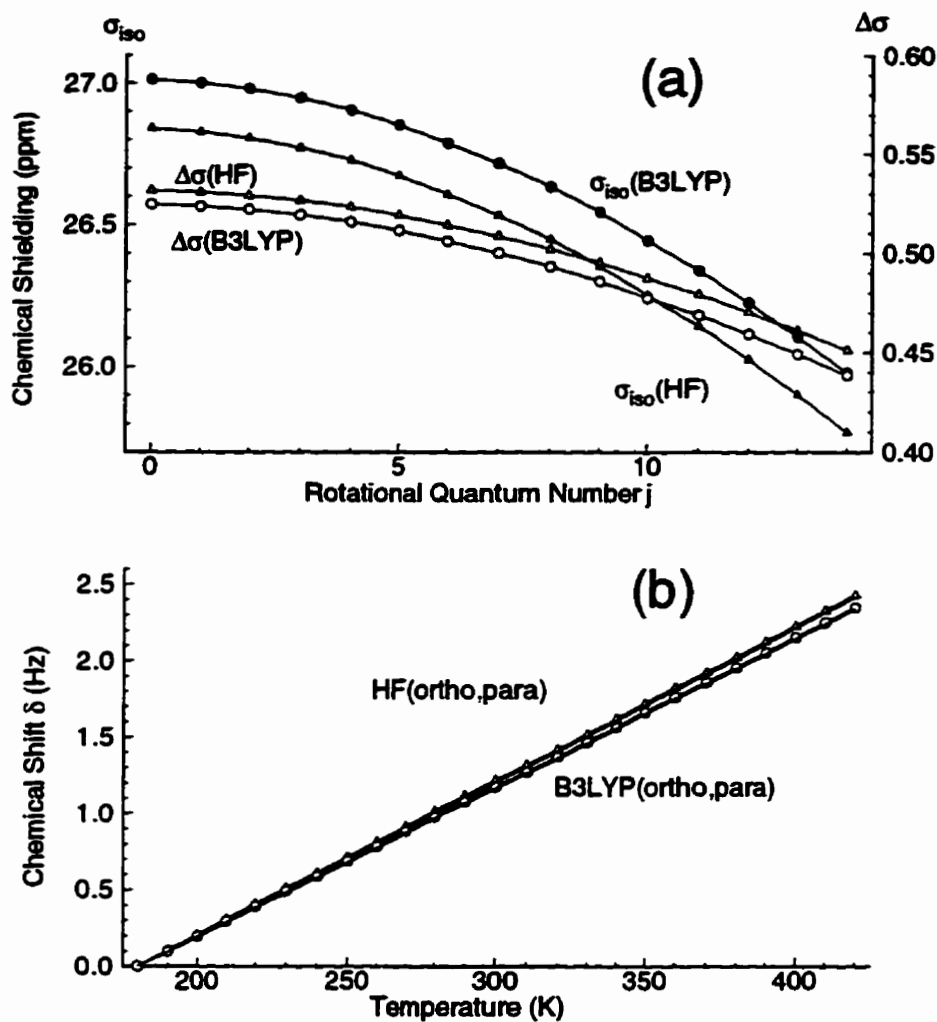 σiso
Δσ
(a)
27.0
26.5
26.0
Chemical Shielding (ppm)
0.60
0.55
0.50
0.45
0.40
Δσ(HF)
Δσ(B3LYP)
σiso(B3LYP)
σiso(HF)
0
5
10
Rotational Quantum Number j
(b)
2.5
2.0
1.5
1.0
0.5
0.0
Chemical Shift δ (Hz)
HF(ortho,para)
B3LYP(ortho,para)
200
250
300
350
400
Temperature (K)